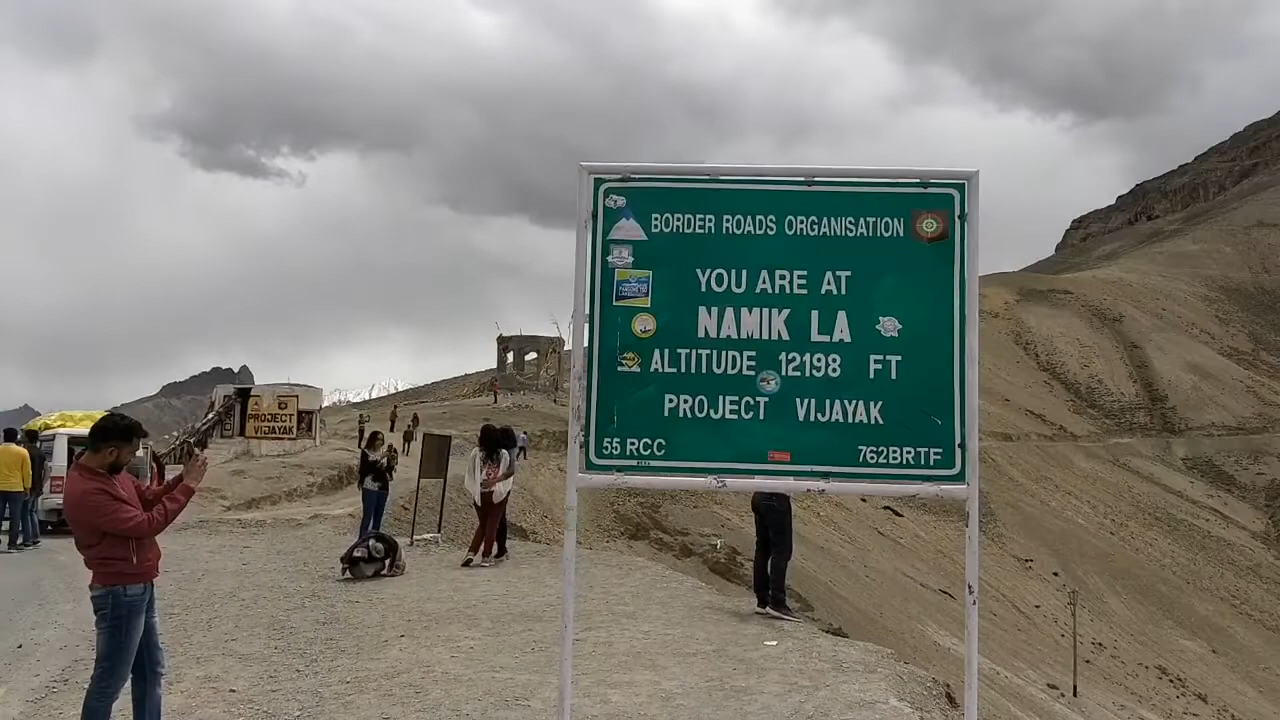 BORDER ROADS ORGANISATION
YOU ARE AT
NAMIK LA
ALTITUDE 12198 FT
PROJECT VIJAYAK
55 RCC
762BRTF
PROJECT
VIJAYAK